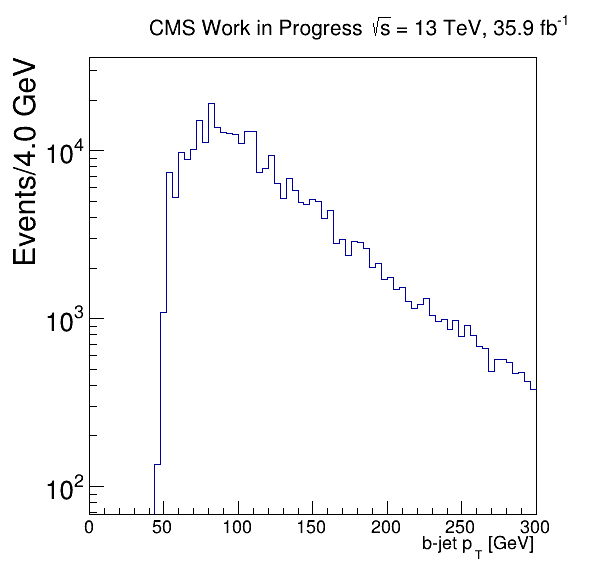 CMS Work in Progress √s = 13 TeV, 35.9 fb⁻¹
Events/4.0 GeV
10⁴
10³
10²
0 50 100 150 200 250 300
b-jet p_T [GeV]